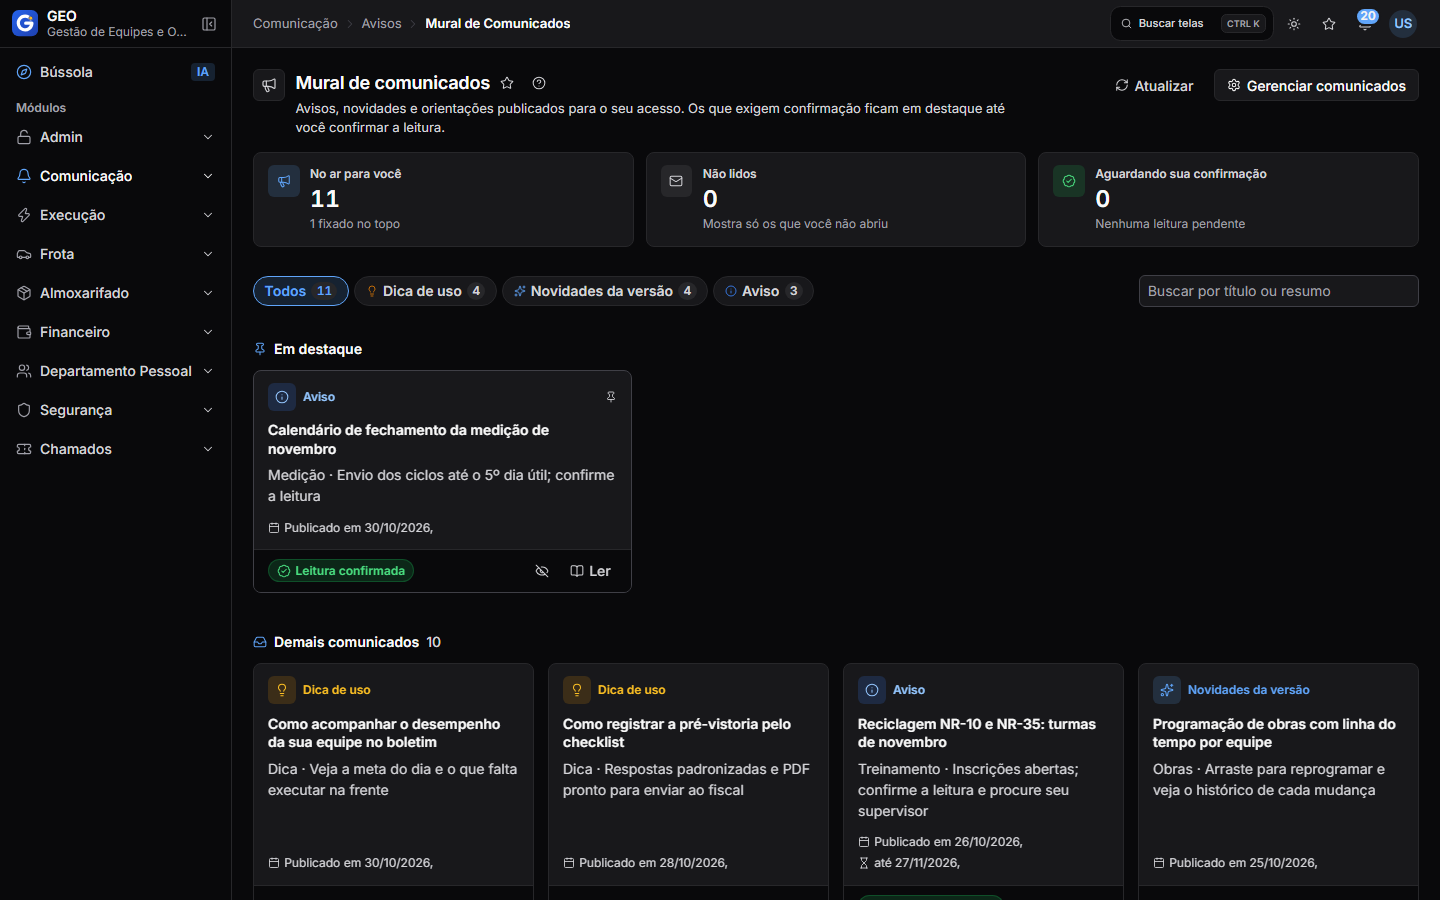 GEO
Gestão de Equipes e O...
Comunicação
Avisos
Mural de Comunicados
Buscar telas
CTRL K
20
US
Bússola
IA
Módulos
Admin
Comunicação
Execução
Frota
Almoxarifado
Financeiro
Departamento Pessoal
Segurança
Chamados
Mural de comunicados
Avisos, novidades e orientações publicados para o seu acesso. Os que exigem confirmação ficam em destaque até
você confirmar a leitura.
Atualizar
Gerenciar comunicados
No ar para você
11
1 fixado no topo
Não lidos
0
Mostra só os que você não abriu
Aguardando sua confirmação
0
Nenhuma leitura pendente
Todos 11
Dica de uso 4
Novidades da versão 4
Aviso 3
Buscar por título ou resumo
Em destaque
Aviso
Calendário de fechamento da medição de
novembro
Medição · Envio dos ciclos até o 5º dia útil; confirme
a leitura
Publicado em 30/10/2026,
Leitura confirmada
Ler
Demais comunicados 10
Dica de uso
Como acompanhar o desempenho
da sua equipe no boletim
Dica · Veja a meta do dia e o que falta
executar na frente
Publicado em 30/10/2026,
Dica de uso
Como registrar a pré-vistoria pelo
checklist
Dica · Respostas padronizadas e PDF
pronto para enviar ao fiscal
Publicado em 28/10/2026,
Aviso
Reciclagem NR-10 e NR-35: turmas
de novembro
Treinamento · Inscrições abertas;
confirme a leitura e procure seu
supervisor
Publicado em 26/10/2026,
até 27/11/2026,
Novidades da versão
Programação de obras com linha do
tempo por equipe
Obras · Arraste para reprogramar e
veja o histórico de cada mudança
Publicado em 25/10/2026,